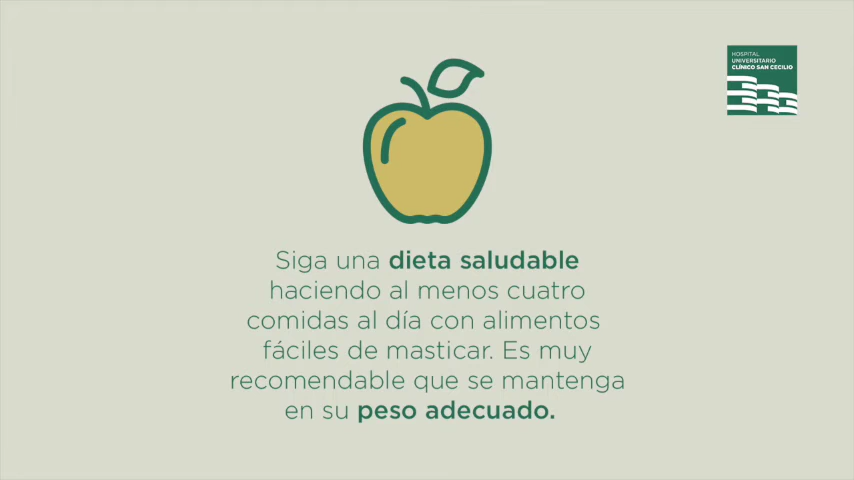 HOSPITAL
UNIVERSITARIO
CLÍNICO SAN CECILIO
Siga una dieta saludable
haciendo al menos cuatro
comidas al día con alimentos
fáciles de masticar. Es muy
recomendable que se mantenga
en su peso adecuado.